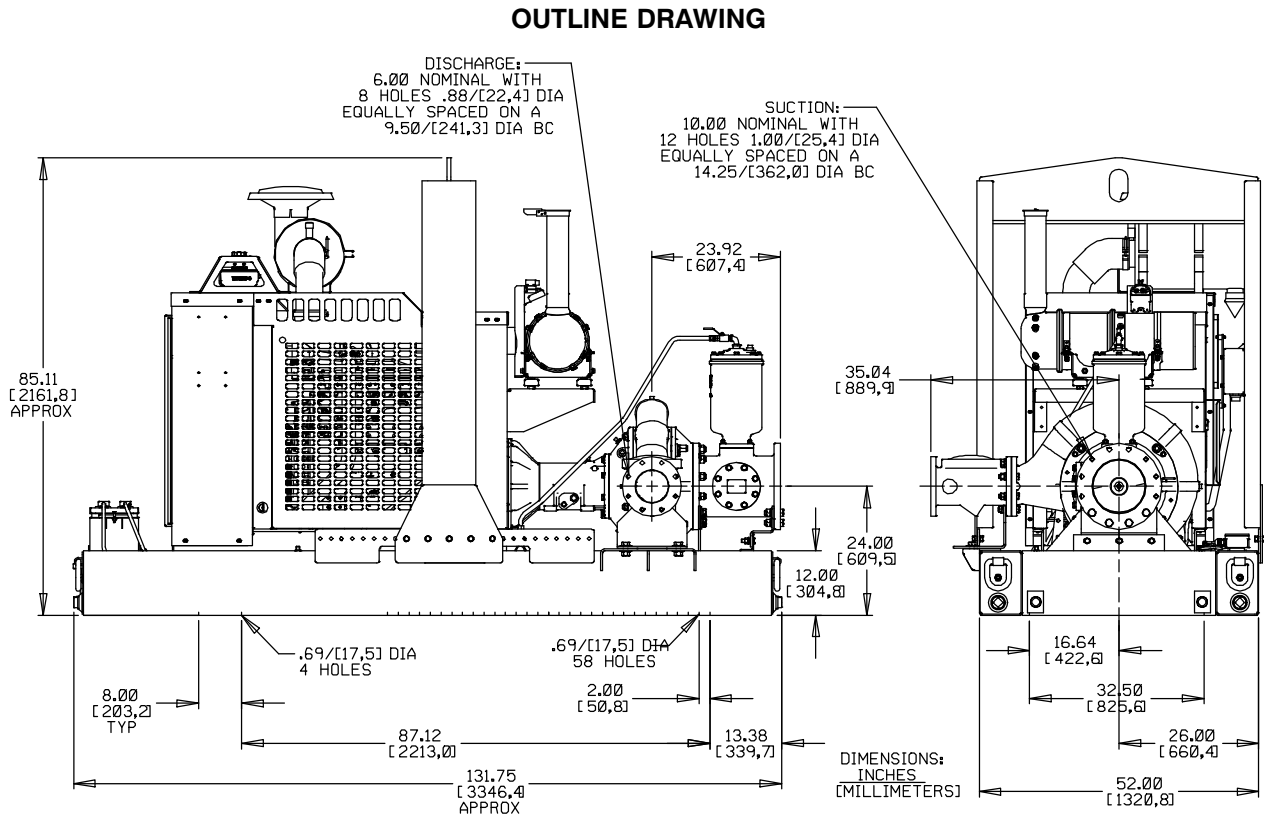 OUTLINE DRAWING
DISCHARGE:
6.00 NOMINAL WITH
8 HOLES .88/[22,4] DIA
EQUALLY SPACED ON A
9.50/[241,3] DIA BC
SUCTION:
10.00 NOMINAL WITH
12 HOLES 1.00/[25,4] DIA
EQUALLY SPACED ON A
14.25/[362,0] DIA BC
23.92
[607,4]
85.11
[2161,8]
APPROX
35.04
[889,9]
24.00
[609,5]
12.00
[304,8]
.69/[17,5] DIA
4 HOLES
.69/[17,5] DIA
58 HOLES
16.64
[422,6]
8.00
[203,2]
TYP
2.00
[50,8]
32.50
[825,6]
87.12
[2213,0]
13.38
[339,7]
26.00
[660,4]
DIMENSIONS:
INCHES
[MILLIMETERS]
131.75
[3346,4]
APPROX
52.00
[1320,8]